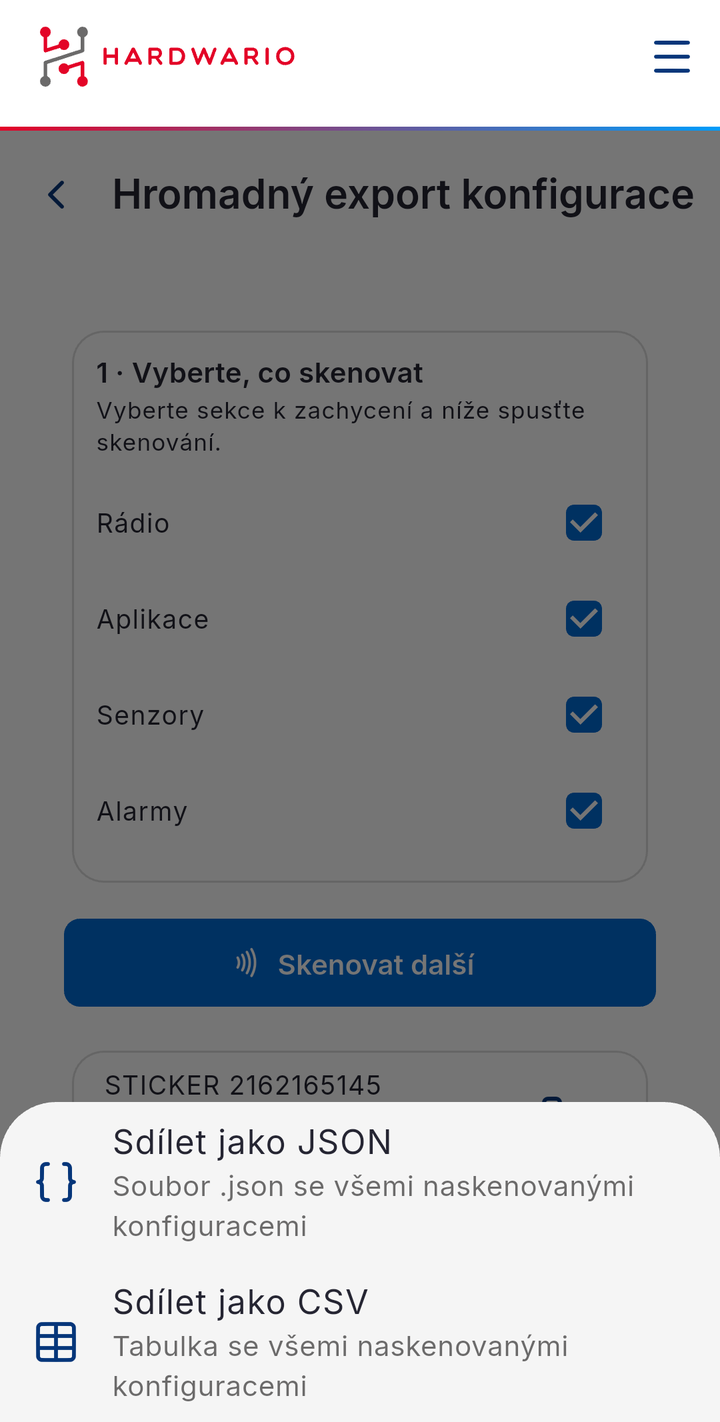 HARDWARIO
Hromadný export konfigurace
1 · Vyberte, co skenovat
Vyberte sekce k zachycení a níže spusťte
skenování.
Rádio
Aplikace
Senzory
Alarmy
Skenovat další
STICKER 2162165145
Sdílet jako JSON
Soubor .json se všemi naskenovanými
konfiguracemi
Sdílet jako CSV
Tabulka se všemi naskenovanými
konfiguracemi